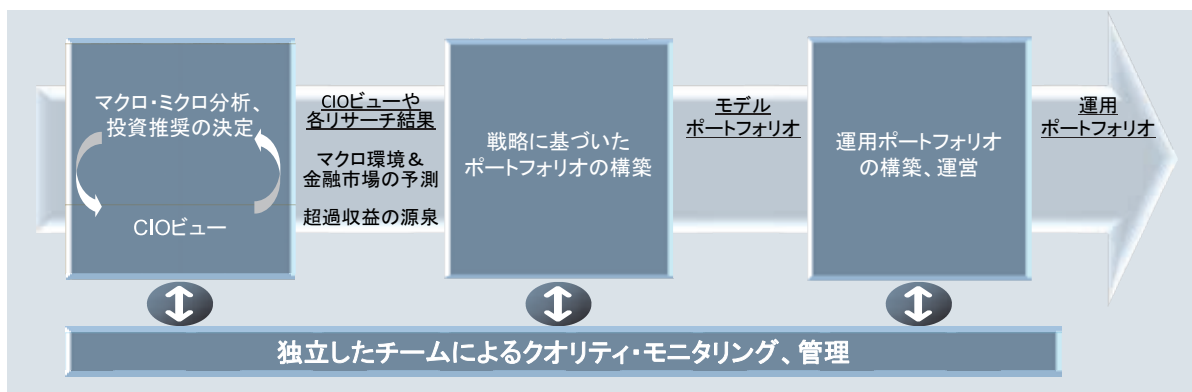 マクロ・ミクロ分析、
投資推奨の決定
CIOビュー
CIOビューや
各リサーチ結果
マクロ環境＆
金融市場の予測
超過収益の源泉
戦略に基づいた
ポートフォリオの構築
モデル
ポートフォリオ
運用ポートフォリオ
の構築、運営
運用
ポートフォリオ
独立したチームによるクオリティ・モニタリング、管理